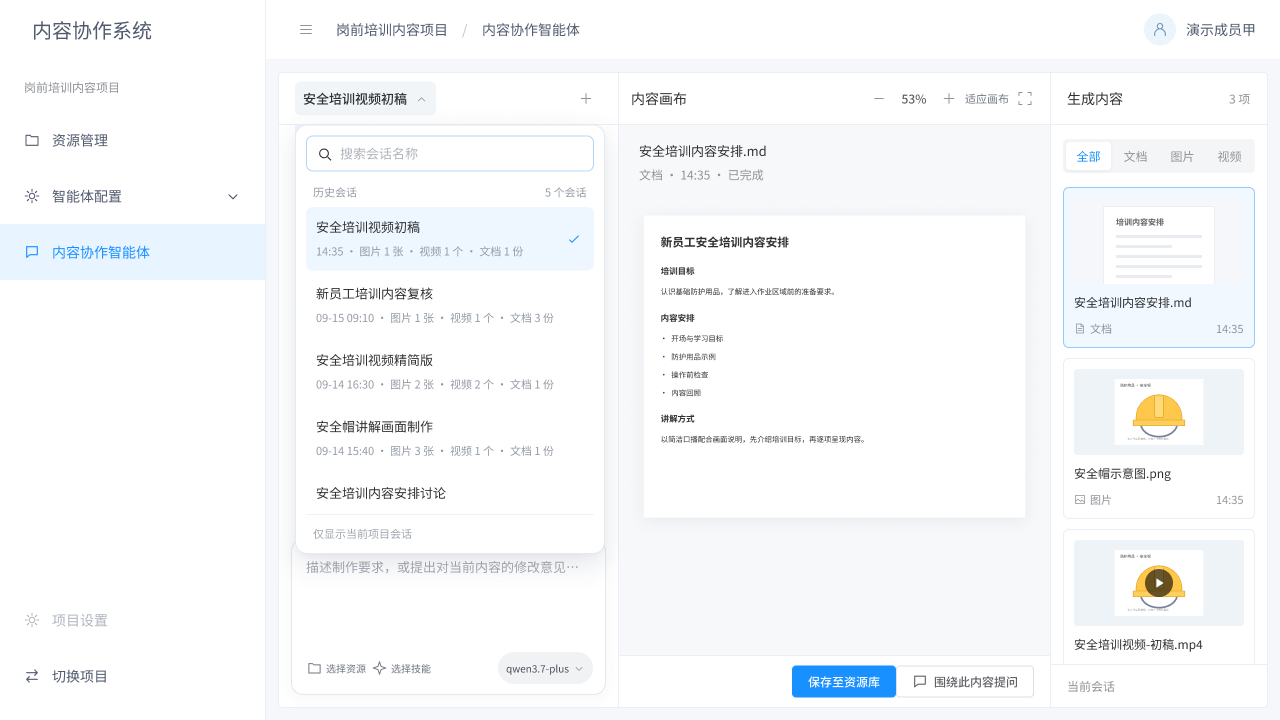 内容协作系统
岗前培训内容项目
资源管理
智能体配置
内容协作智能体
项目设置
切换项目
岗前培训内容项目 / 内容协作智能体
演示成员甲
安全培训视频初稿
搜索会话名称
历史会话 5 个会话
安全培训视频初稿
14:35 · 图片 1 张 · 视频 1 个 · 文档 1 份
新员工培训内容复核
09-15 09:10 · 图片 1 张 · 视频 1 个 · 文档 3 份
安全培训视频精简版
09-14 16:30 · 图片 2 张 · 视频 2 个 · 文档 1 份
安全帽讲解画面制作
09-14 15:40 · 图片 3 张 · 视频 1 个 · 文档 1 份
安全培训内容安排讨论
仅显示当前项目会话
描述制作要求，或提出对当前内容的修改意见…
选择资源 选择技能 qwen3.7-plus
内容画布
53% 适应画布
安全培训内容安排.md
文档 · 14:35 · 已完成
新员工安全培训内容安排
培训目标
认识基础防护用品，了解进入作业区域前的准备要求。
内容安排
· 开场与学习目标
· 防护用品示例
· 操作前检查
· 内容回顾
讲解方式
以简洁口播配合画面说明，先介绍培训目标，再逐项呈现内容。
保存至资源库 围绕此内容提问
生成内容 3 项
全部 文档 图片 视频
培训内容安排
安全培训内容安排.md
文档 14:35
安全帽示意图.png
图片 14:35
安全培训视频-初稿.mp4
当前会话